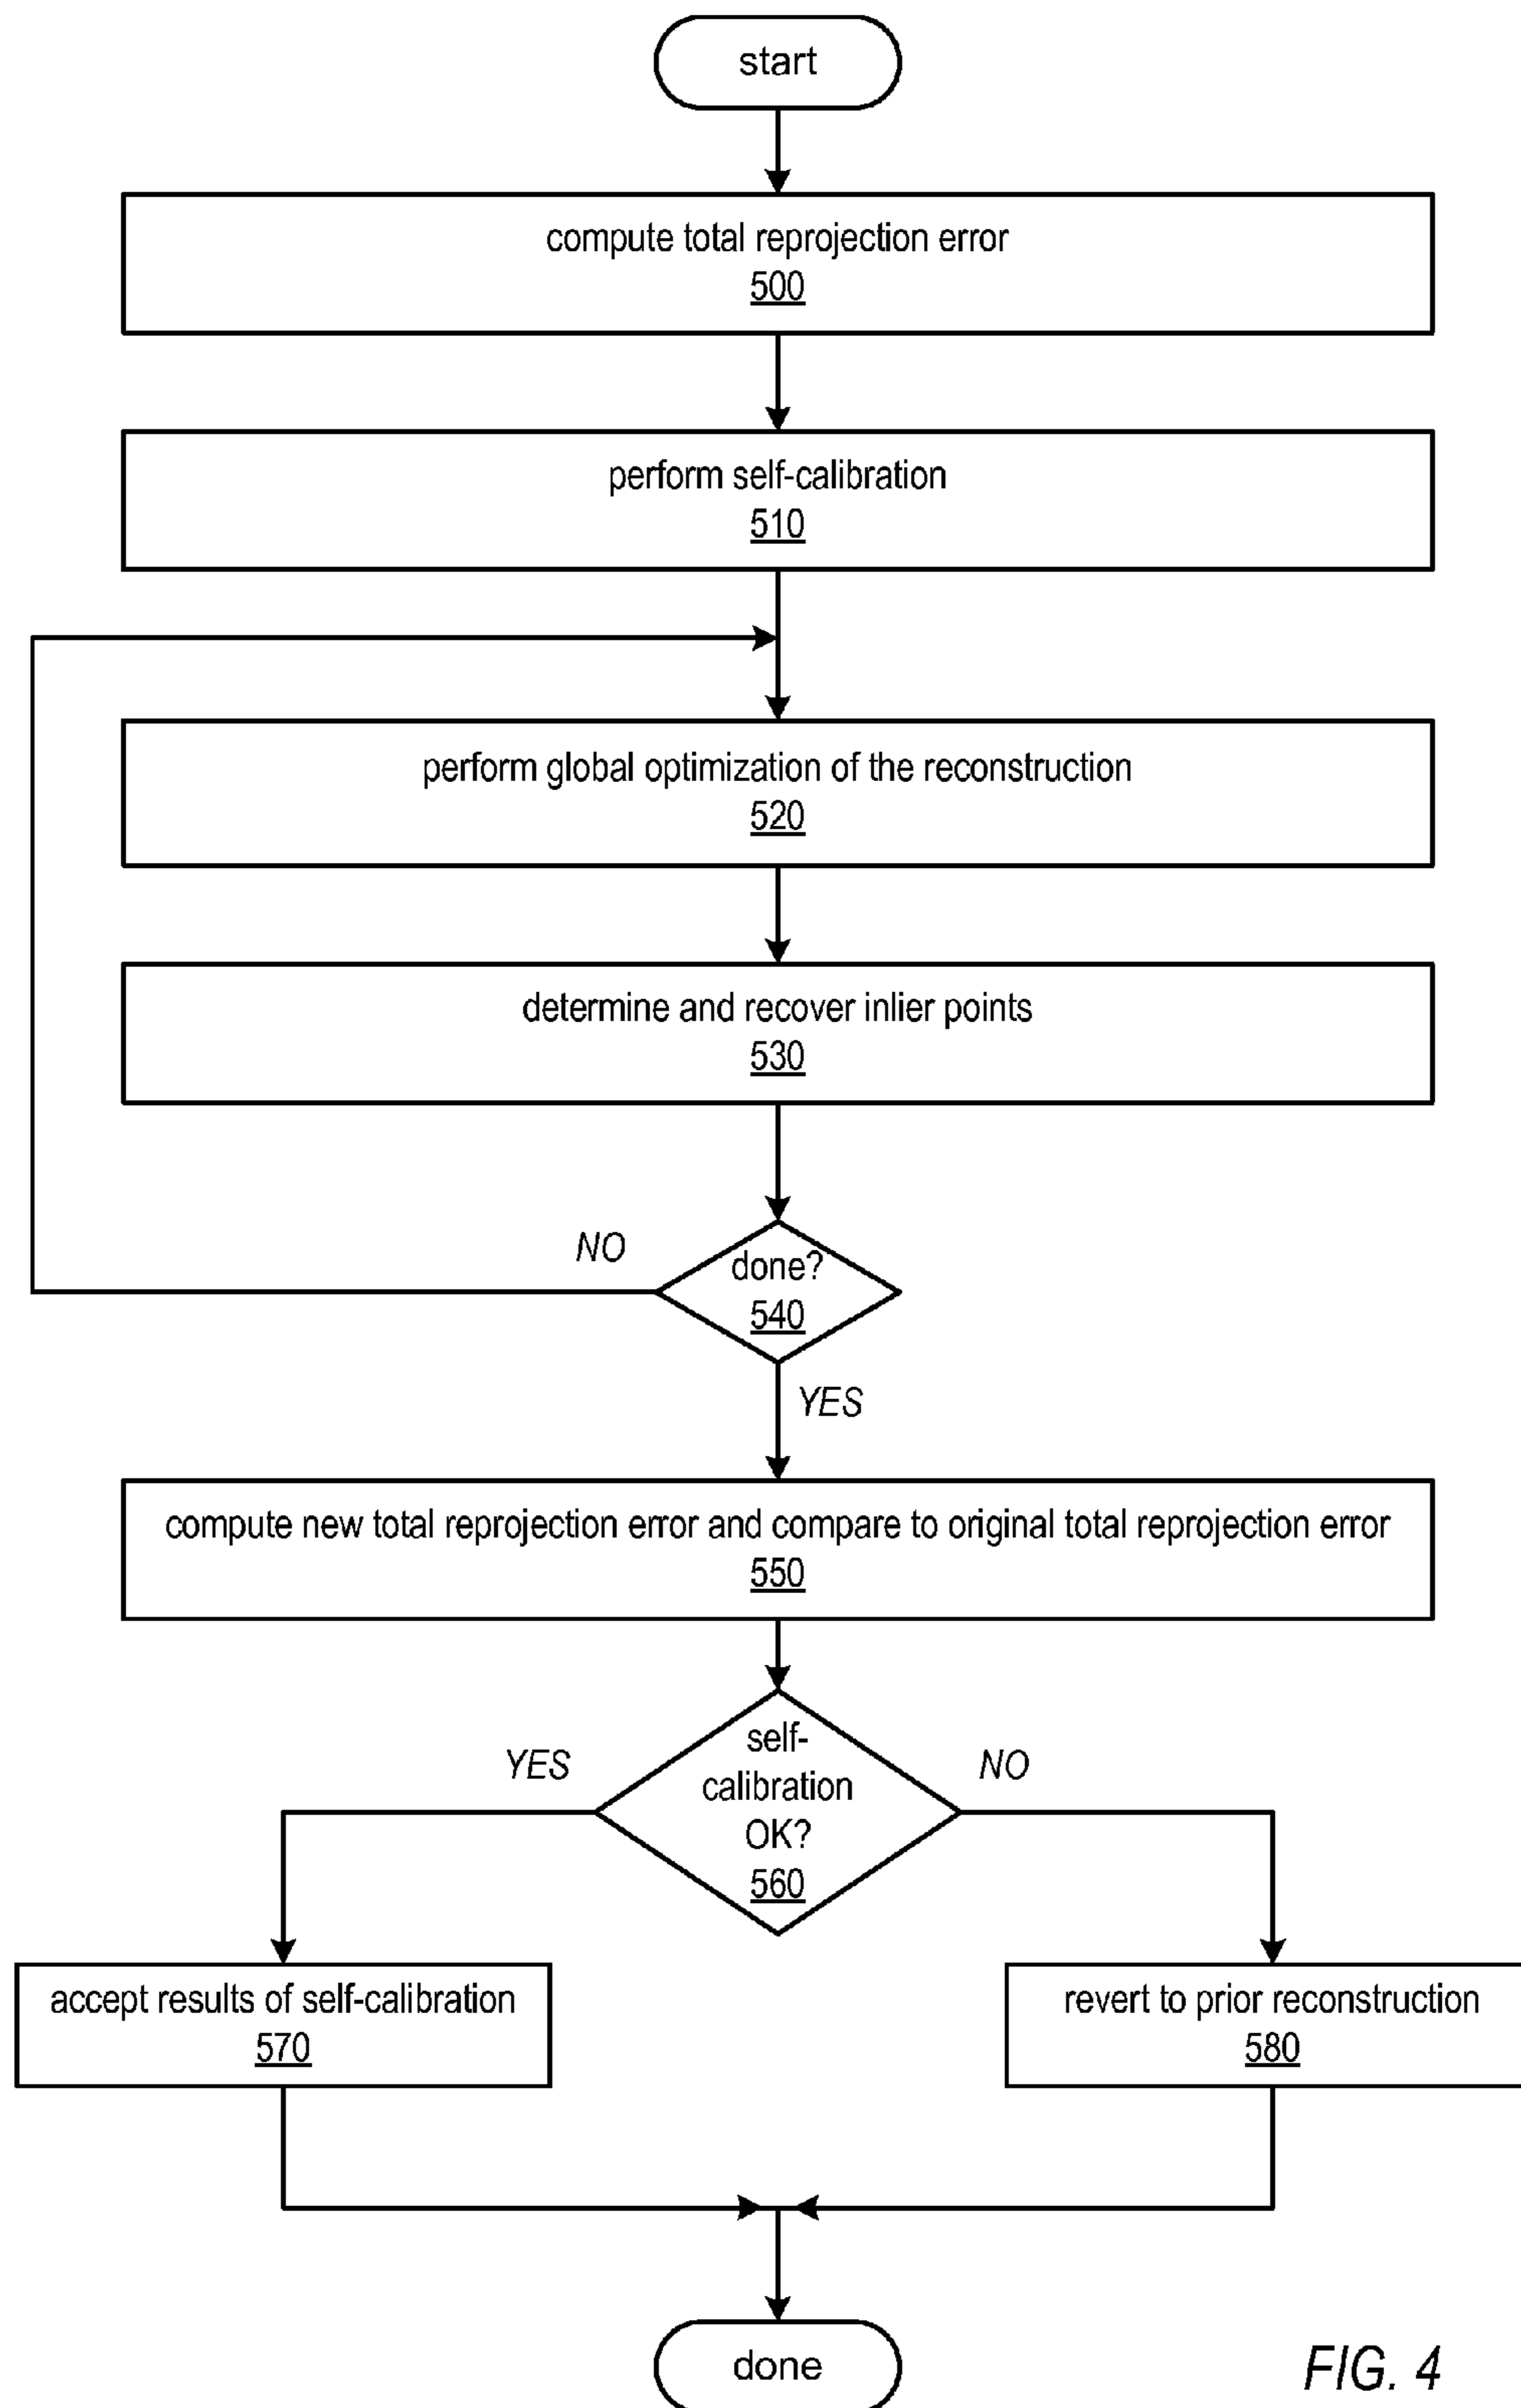 start
compute total reprojection error
500
perform self-calibration
510
perform global optimization of the reconstruction
520
determine and recover inlier points
530
NO
done?
540
YES
compute new total reprojection error and compare to original total reprojection error
550
YES
self-
calibration
OK?
560
NO
accept results of self-calibration
570
revert to prior reconstruction
580
done
FIG. 4